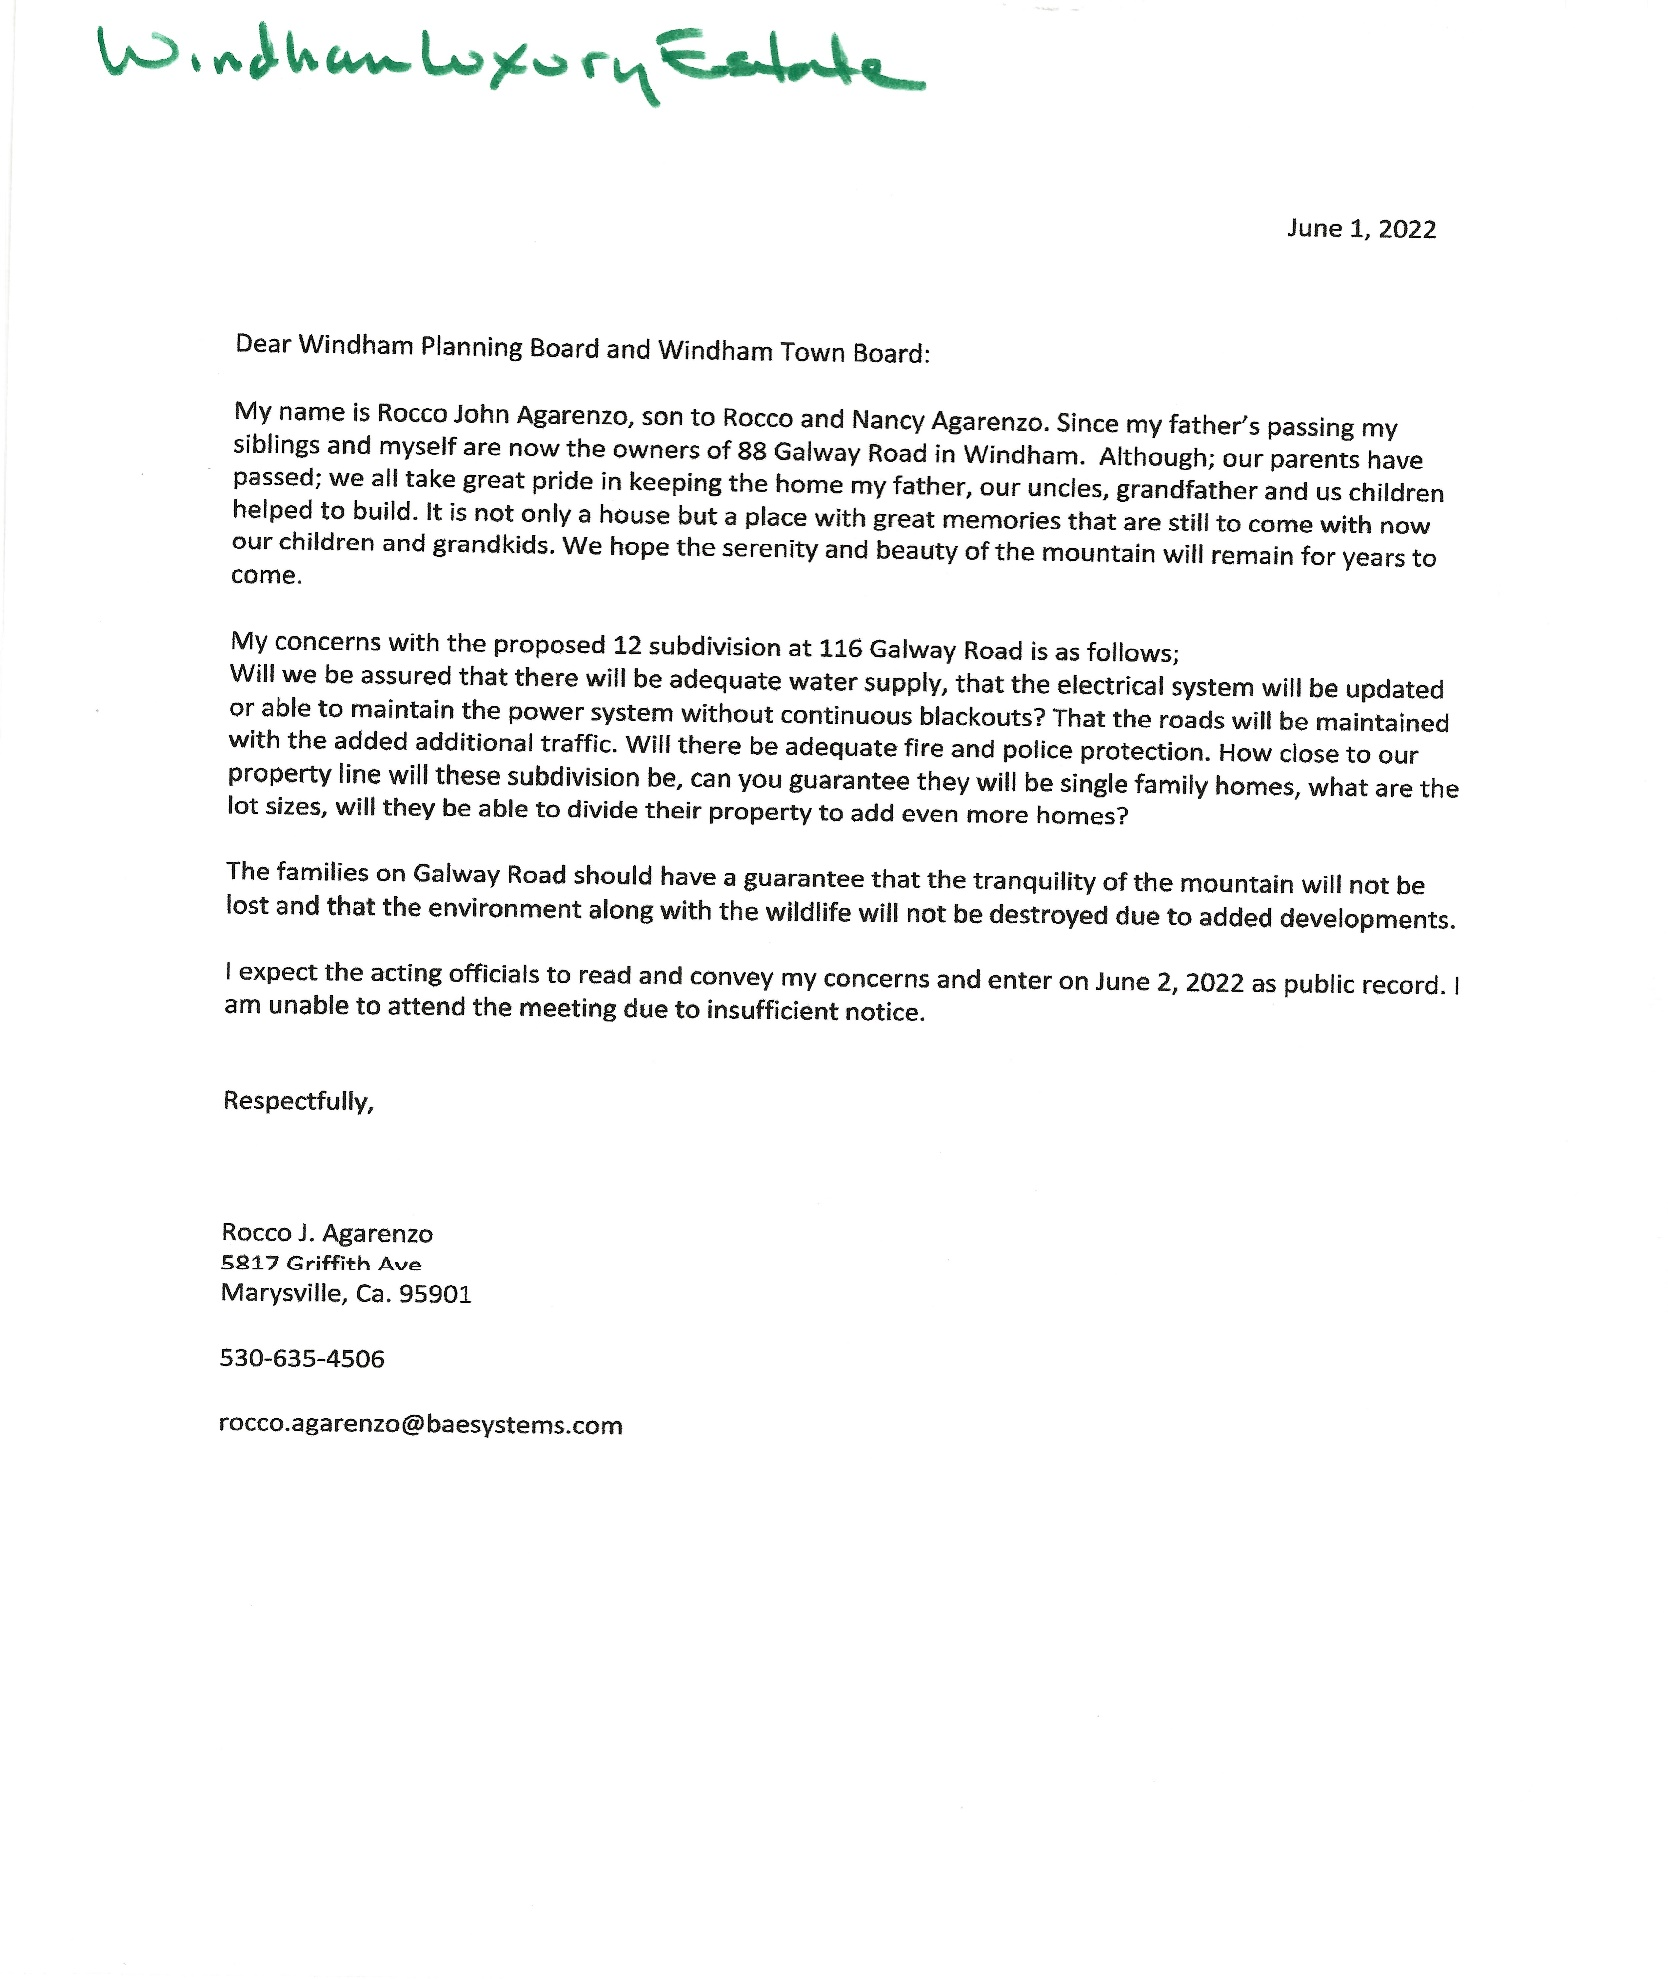 Windham Luxury Estate
June 1, 2022
Dear Windham Planning Board and Windham Town Board:
My name is Rocco John Agarenzo, son to Rocco and Nancy Agarenzo. Since my father's passing my
siblings and myself are now the owners of 88 Galway Road in Windham.  Although; our parents have
passed; we all take great pride in keeping the home my father, our uncles, grandfather and us children
helped to build. It is not only a house but a place with great memories that are still to come with now
our children and grandkids. We hope the serenity and beauty of the mountain will remain for years to
come.
My concerns with the proposed 12 subdivision at 116 Galway Road is as follows;
Will we be assured that there will be adequate water supply, that the electrical system will be updated
or able to maintain the power system without continuous blackouts? That the roads will be maintained
with the added additional traffic. Will there be adequate fire and police protection. How close to our
property line will these subdivision be, can you guarantee they will be single family homes, what are the
lot sizes, will they be able to divide their property to add even more homes?
The families on Galway Road should have a guarantee that the tranquility of the mountain will not be
lost and that the environment along with the wildlife will not be destroyed due to added developments.
I expect the acting officials to read and convey my concerns and enter on June 2, 2022 as public record. I
am unable to attend the meeting due to insufficient notice.
Respectfully,
Rocco J. Agarenzo
5817 Griffith Ave
Marysville, Ca. 95901
530-635-4506
rocco.agarenzo@baesystems.com